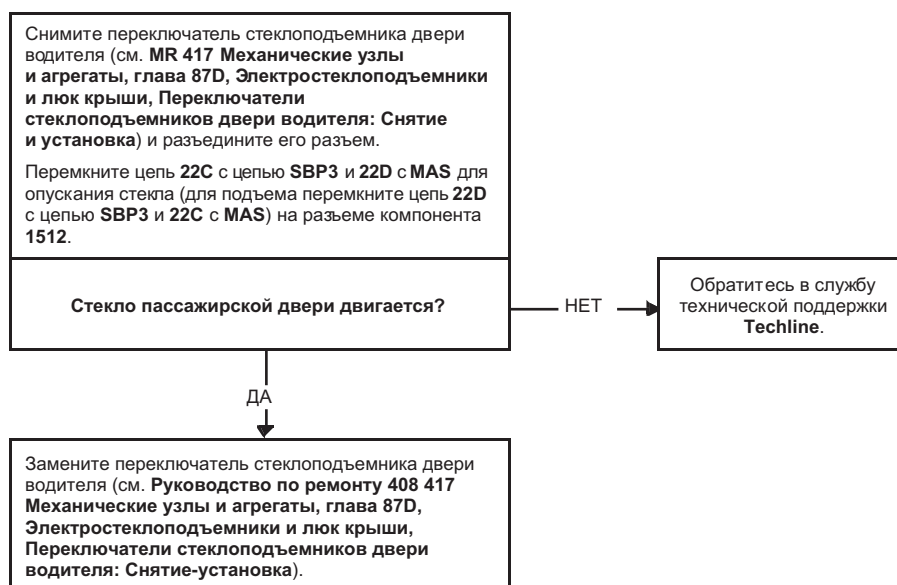 Снимите переключатель стеклоподъемника двери
водителя (см. MR 417 Механические узлы
и агрегаты, глава 87D, Электростеклоподъемники
и люк крыши, Переключатели
стеклоподъемников двери водителя: Снятие
и установка) и разъедините его разъем.
Перемкните цепь 22C с цепью SBP3 и 22D с MAS для
опускания стекла (для подъема перемкните цепь 22D
с цепью SBP3 и 22C с MAS) на разъеме компонента
1512.
Стекло пассажирской двери двигается?
НЕТ
Обратитесь в службу
технической поддержки
Techline.
ДА
Замените переключатель стеклоподъемника двери
водителя (см. Руководство по ремонту 408 417
Механические узлы и агрегаты, глава 87D,
Электростеклоподъемники и люк крыши,
Переключатели стеклоподъемников двери
водителя: Снятие-установка).